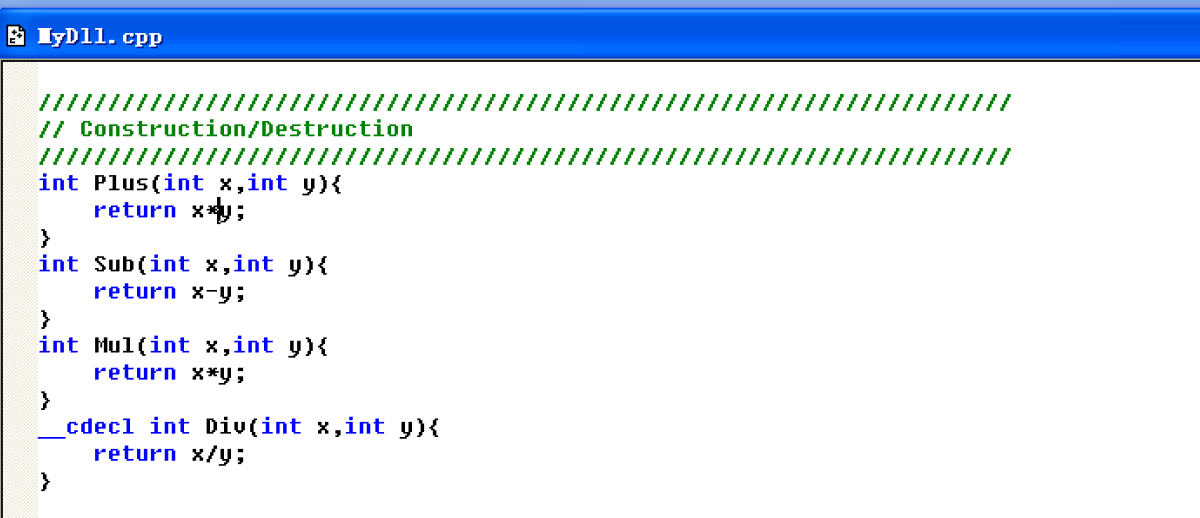 MyDll.cpp
//////////////////////////////////////////////////////////////////////
// Construction/Destruction
//////////////////////////////////////////////////////////////////////
int Plus(int x,int y){
    return x*y;
}
int Sub(int x,int y){
    return x-y;
}
int Mul(int x,int y){
    return x*y;
}
__cdecl int Div(int x,int y){
    return x/y;
}